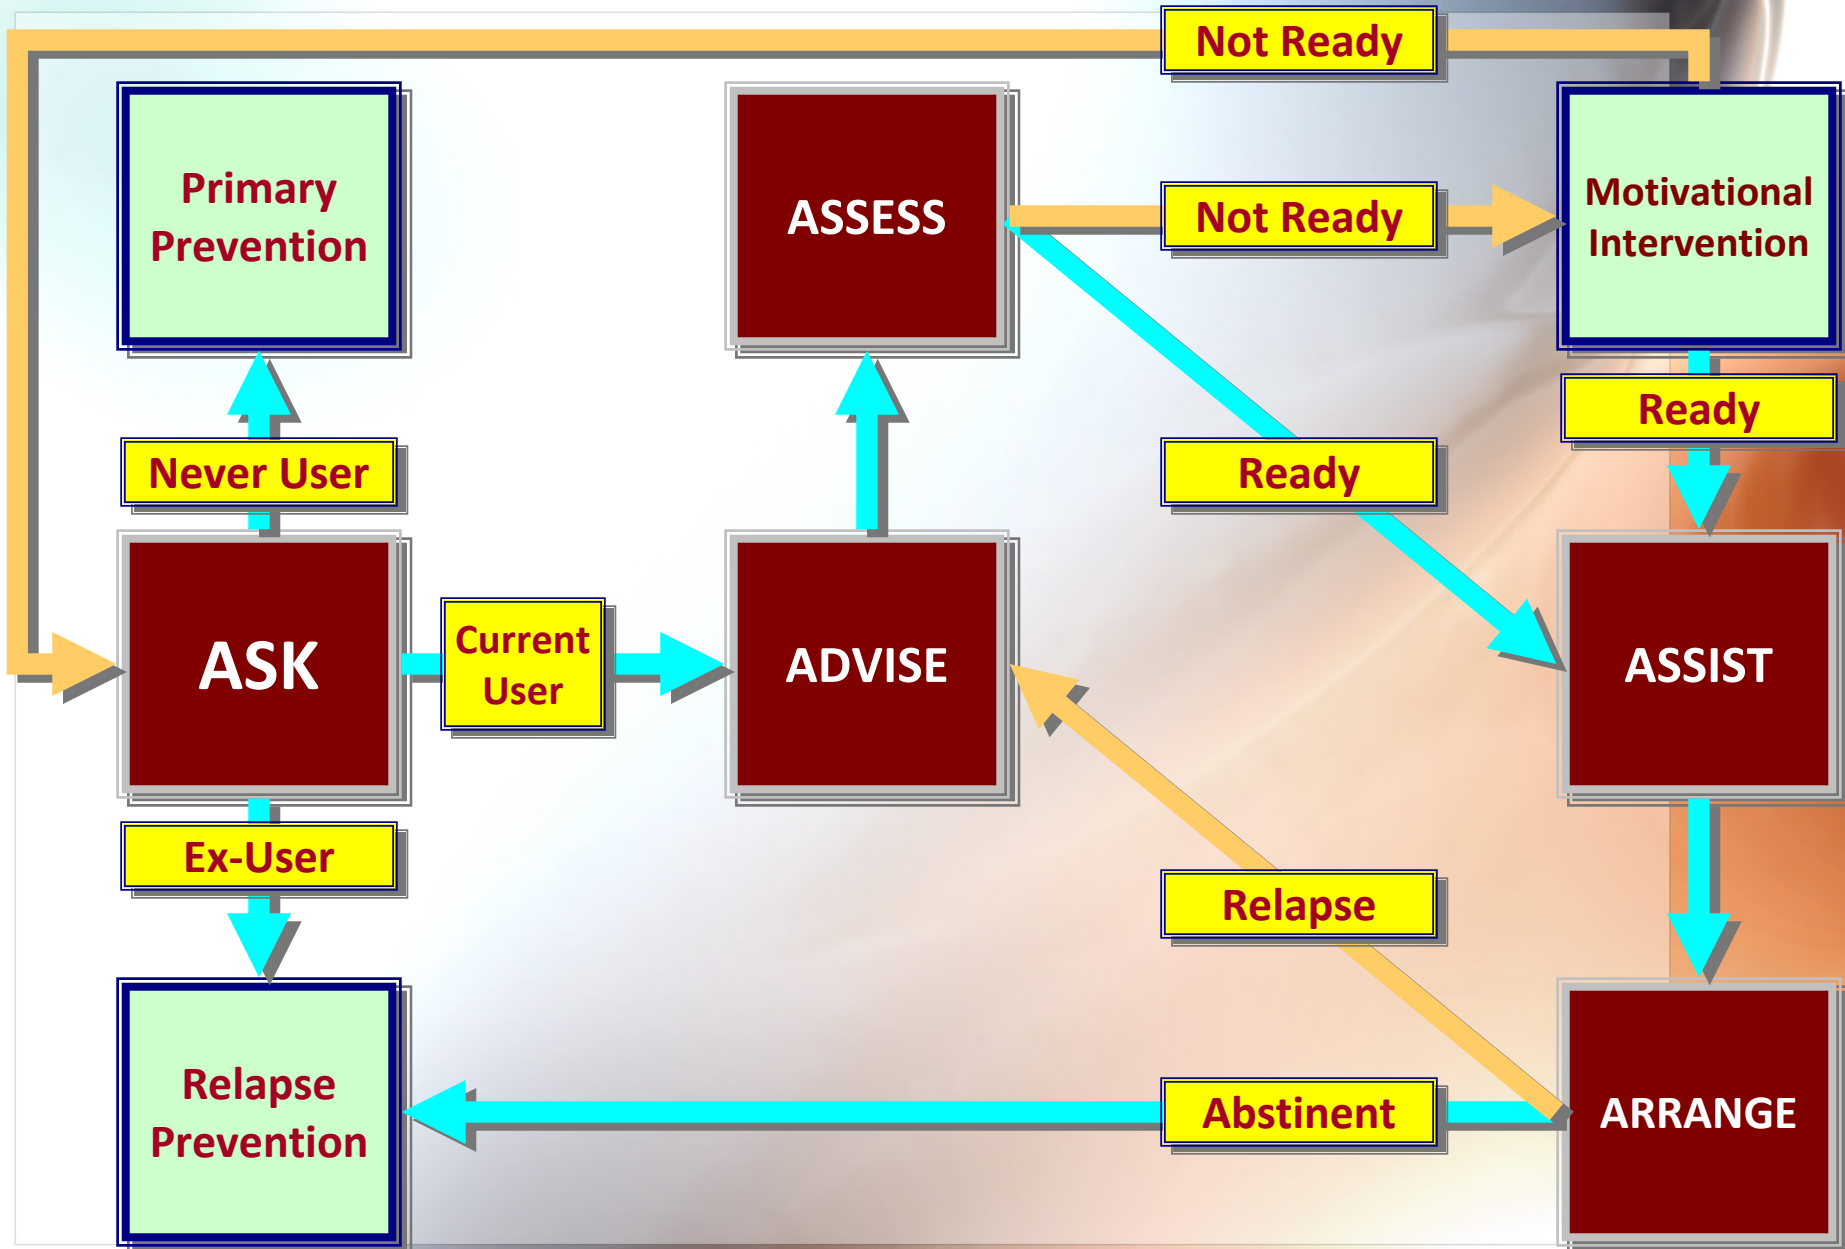 Not Ready
Primary
Prevention
ASSESS
Not Ready
Motivational
Intervention
Never User
Ready
Ready
ASK
Current
User
ADVISE
ASSIST
Ex-User
Relapse
Relapse
Prevention
Abstinent
ARRANGE